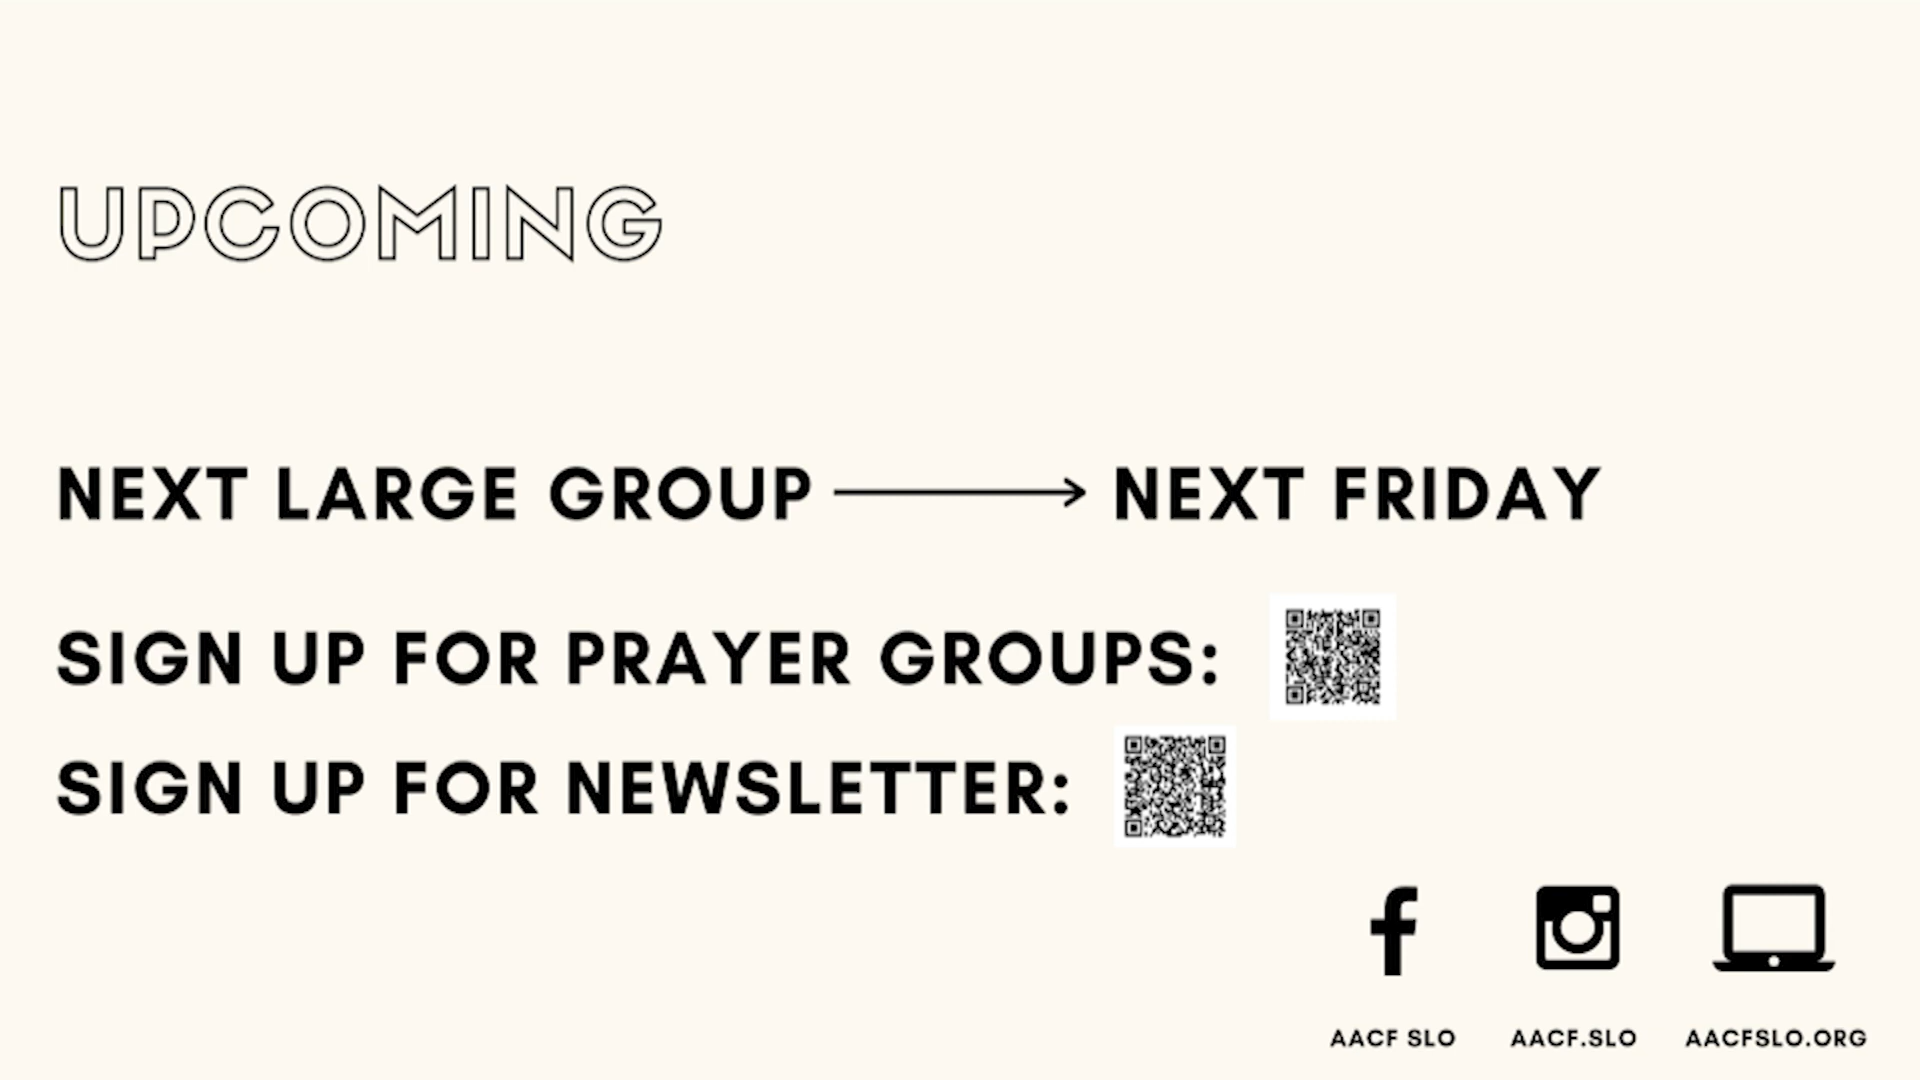 UPCOMING
NEXT LARGE GROUP → NEXT FRIDAY
SIGN UP FOR PRAYER GROUPS:
SIGN UP FOR NEWSLETTER:
AACF SLO AACF.SLO AACFSLO.ORG